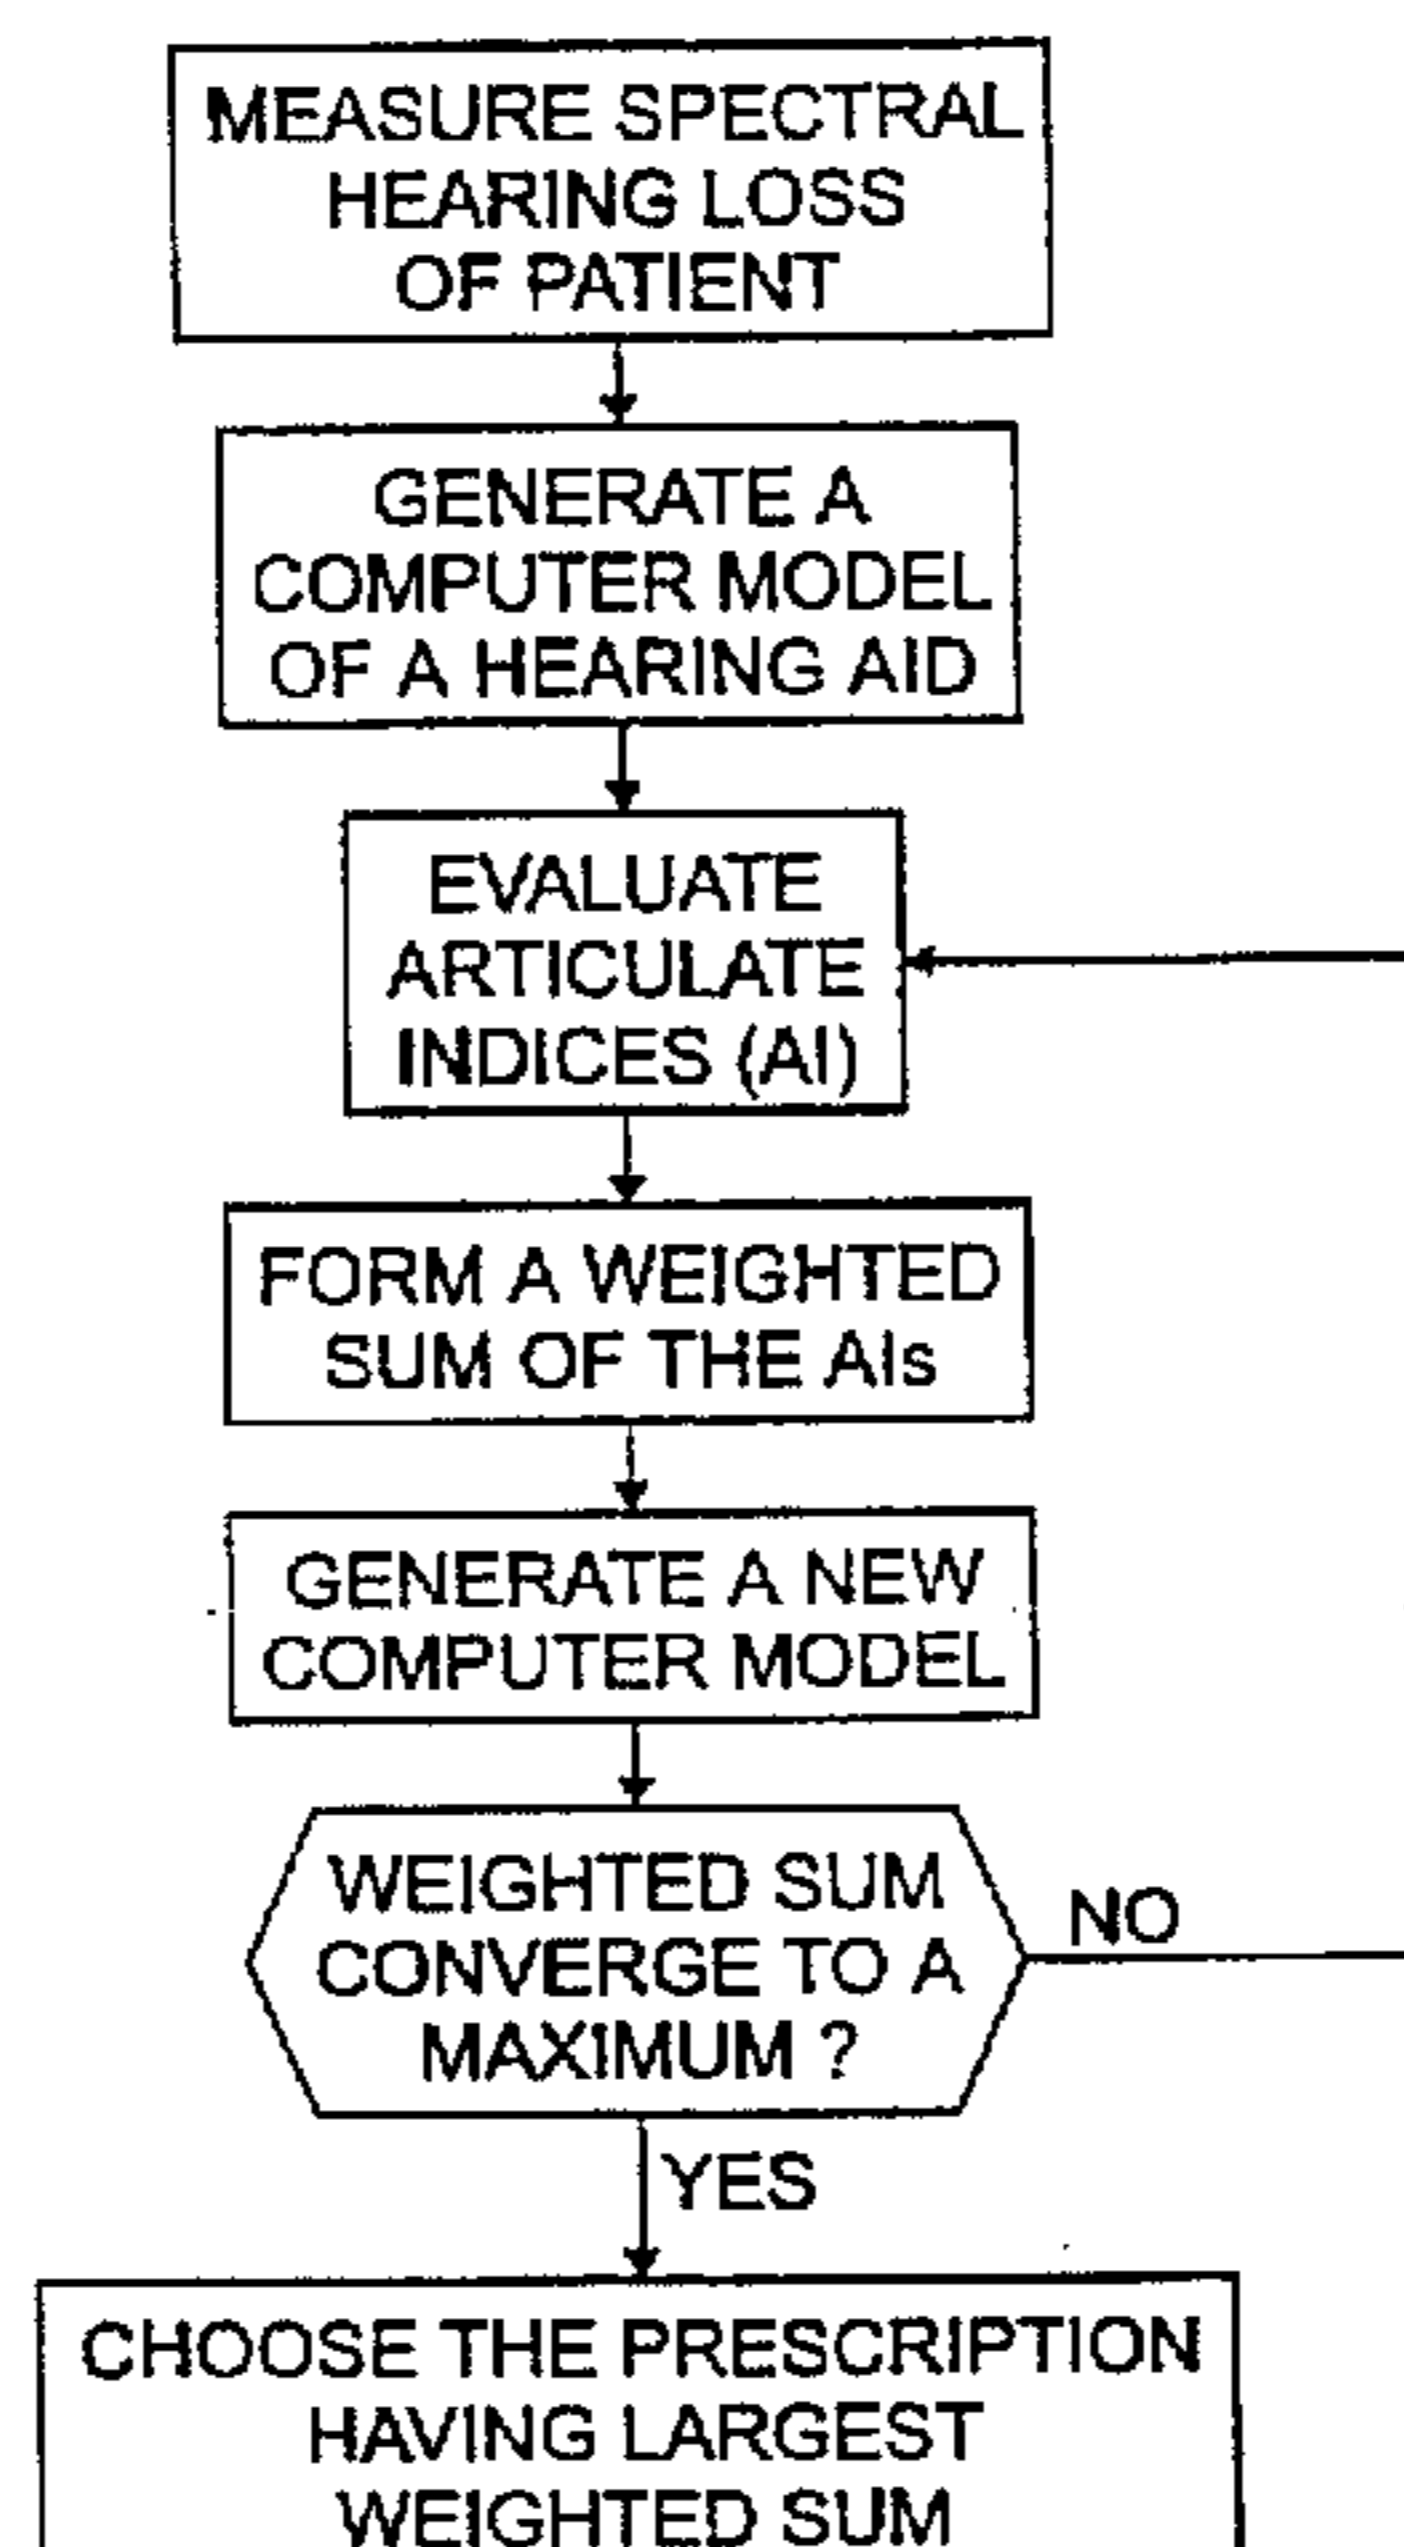 MEASURE SPECTRAL
HEARING LOSS
OF PATIENT
GENERATE A
COMPUTER MODEL
OF A HEARING AID
EVALUATE
ARTICULATE
INDICES (AI)
FORM A WEIGHTED
SUM OF THE AIs
GENERATE A NEW
COMPUTER MODEL
WEIGHTED SUM
CONVERGE TO A
MAXIMUM ?
NO
YES
CHOOSE THE PRESCRIPTION
HAVING LARGEST
WEIGHTED SUM